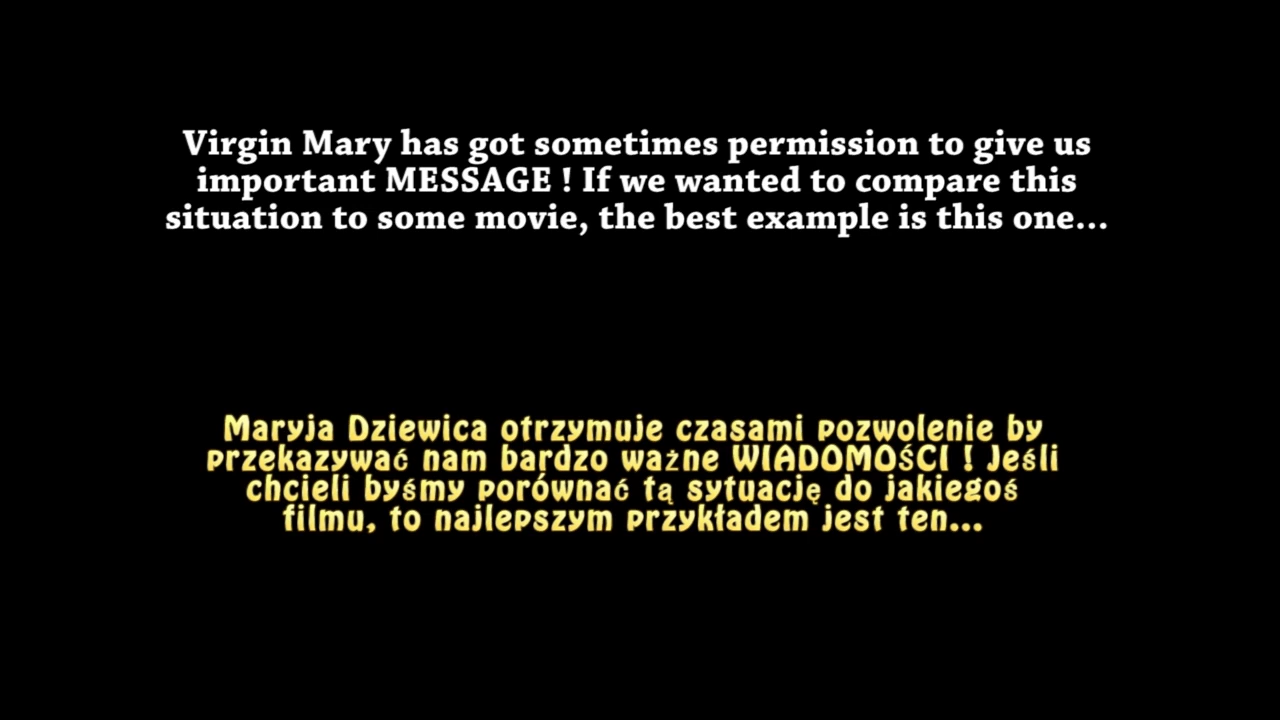 Virgin Mary has got sometimes permission to give us
important MESSAGE ! If we wanted to compare this
situation to some movie, the best example is this one...
Maryja Dziewica otrzymuje czasami pozwolenie by
przekazywać nam bardzo ważne WIADOMOŚCI ! Jeśli
chcieli byśmy porównać tą sytuację do jakiegoś
filmu, to najlepszym przykładem jest ten...